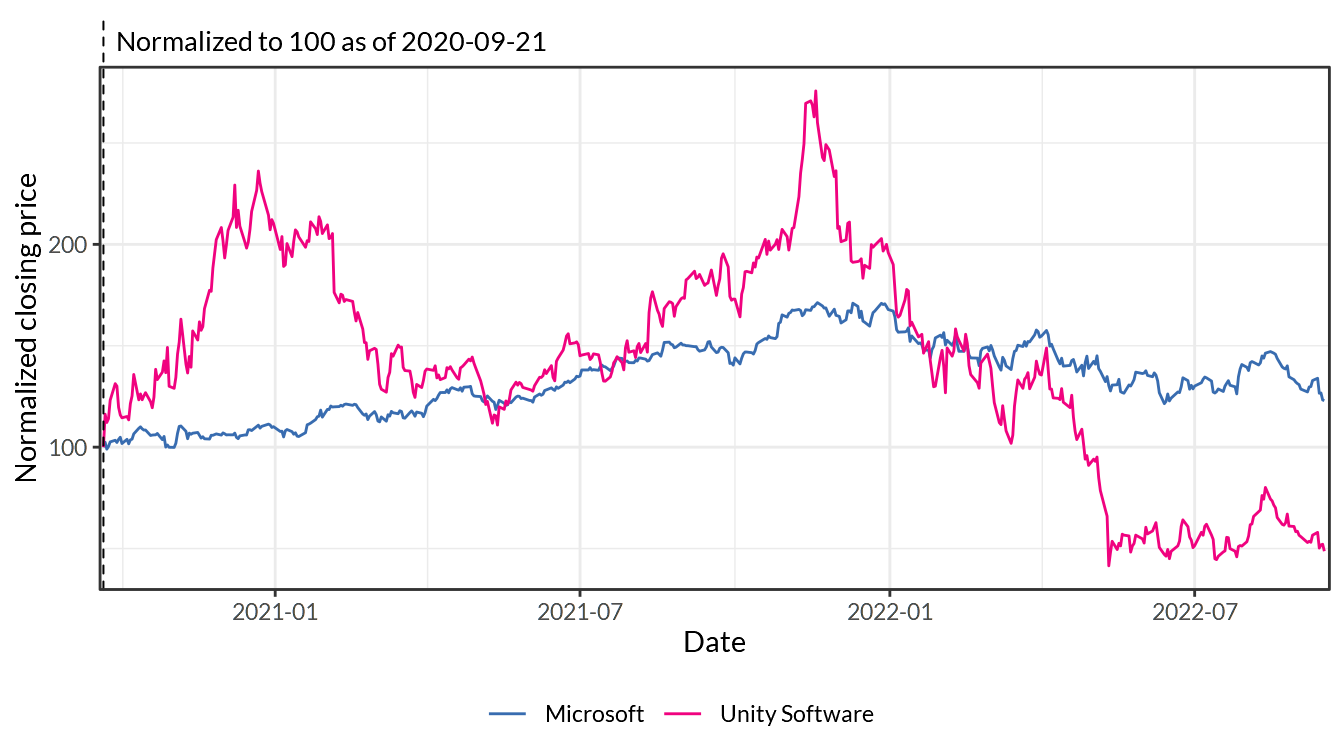 Normalized to 100 as of 2020-09-21
Normalized closing price
200
100
2021-01
2021-07
2022-01
2022-07
Date
Microsoft
Unity Software